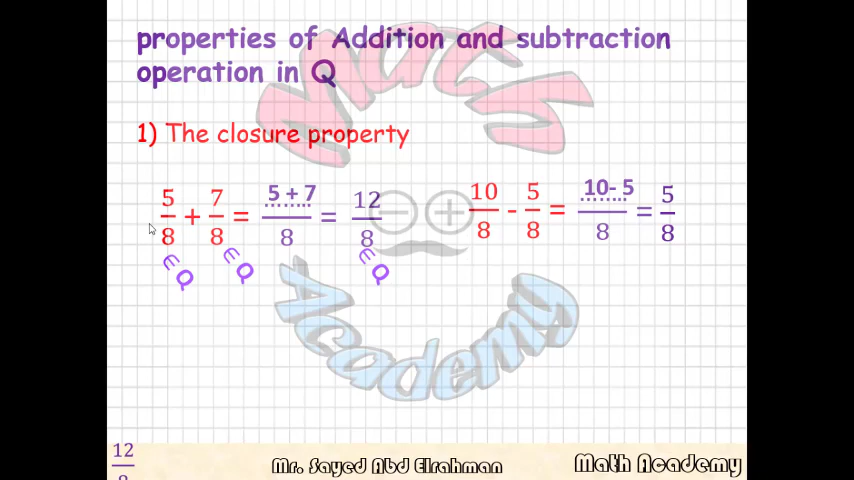 properties of Addition and subtraction
operation in Q
1) The closure property
5/8 + 7/8 = 5 + 7/8 = 12/8
10/8 - 5/8 = 10- 5/8 = 5/8
∈Q ∈Q ∈Q
Math
Academy
12/8
Mr. Sayed Abd Elrahman
Math Academy